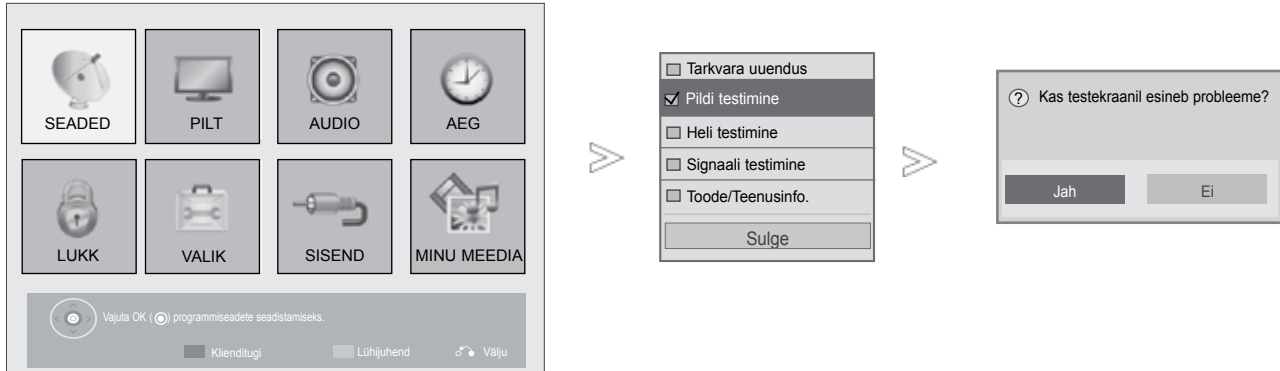 SEADED
PILT
AUDIO
AEG
LUKK
VALIK
SISEND
MINU MEEDIA
Vajuta OK ( ) programmiseadete seadistamiseks.
Klienditugi
Lühijuhend
Välju
Tarkvara uuendus
Pildi testimine
Heli testimine
Signaali testimine
Toode/Teenusinfo.
Sulge
? Kas testekraanil esineb probleeme?
Jah
Ei